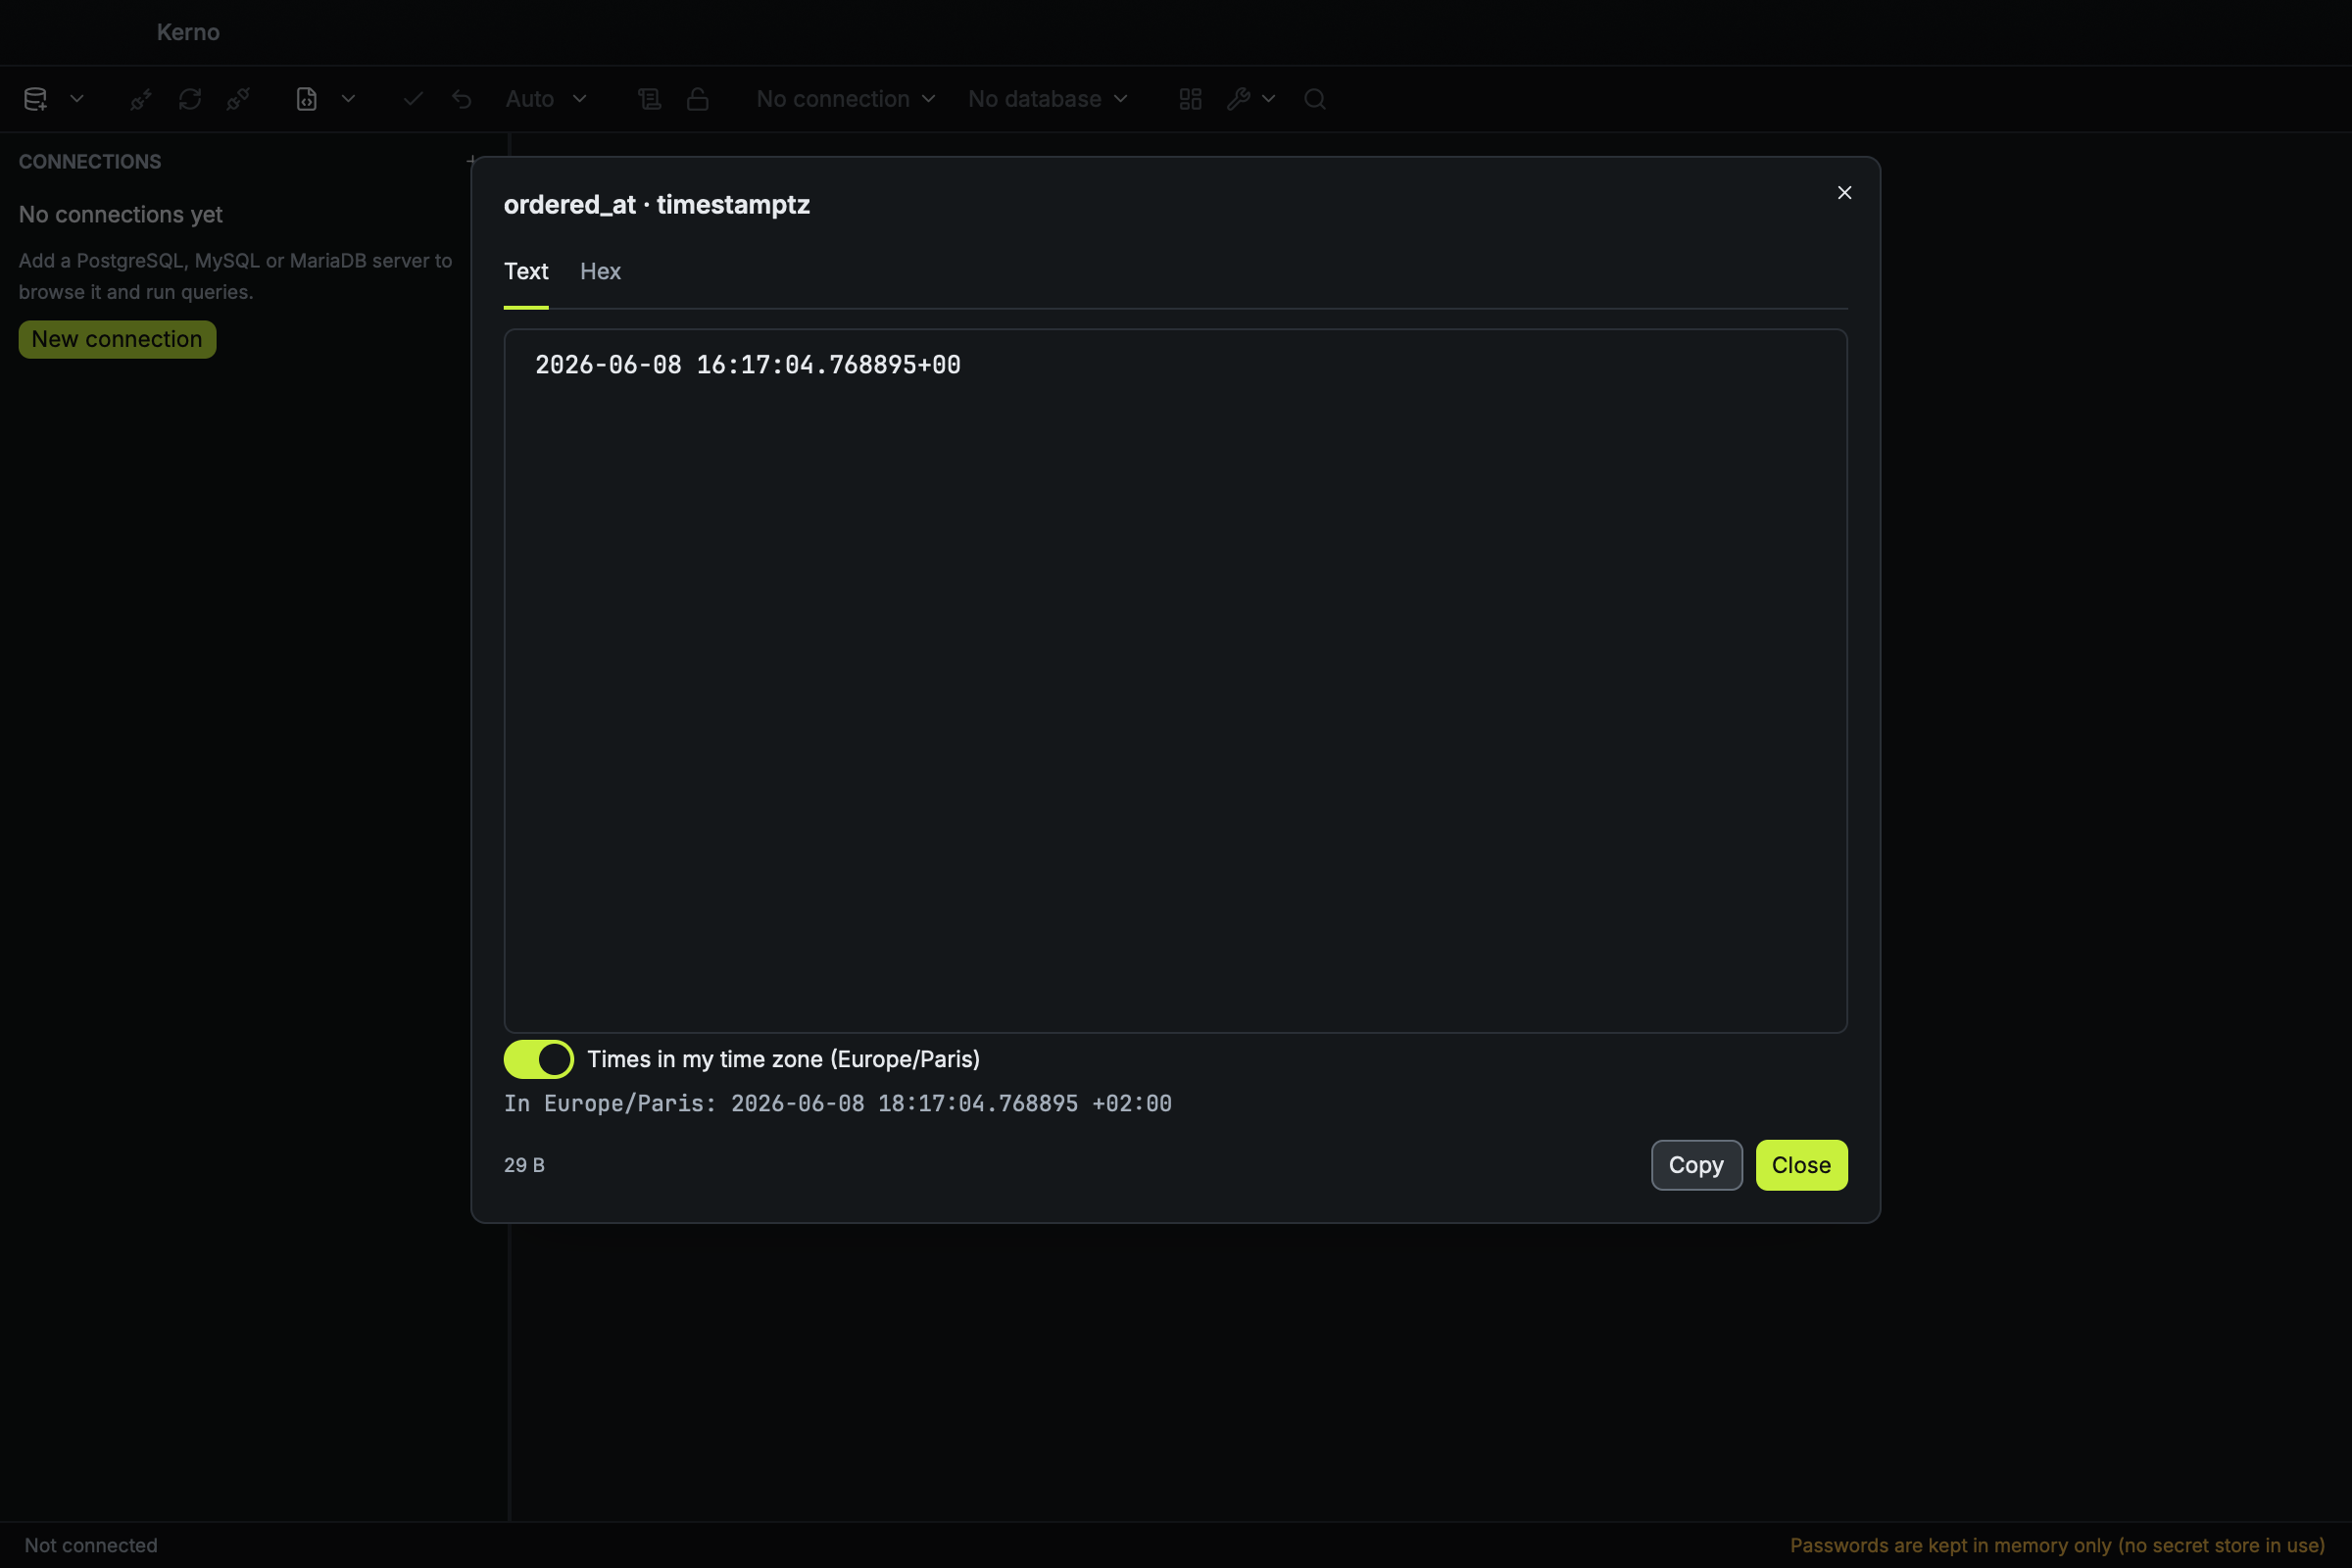 Kerno
Auto
No connection
No database
CONNECTIONS
No connections yet
Add a PostgreSQL, MySQL or MariaDB server to
browse it and run queries.
New connection
ordered_at · timestamptz
Text Hex
2026-06-08 16:17:04.768895+00
Times in my time zone (Europe/Paris)
In Europe/Paris: 2026-06-08 18:17:04.768895 +02:00
29 B
Copy
Close
Not connected
Passwords are kept in memory only (no secret store in use)